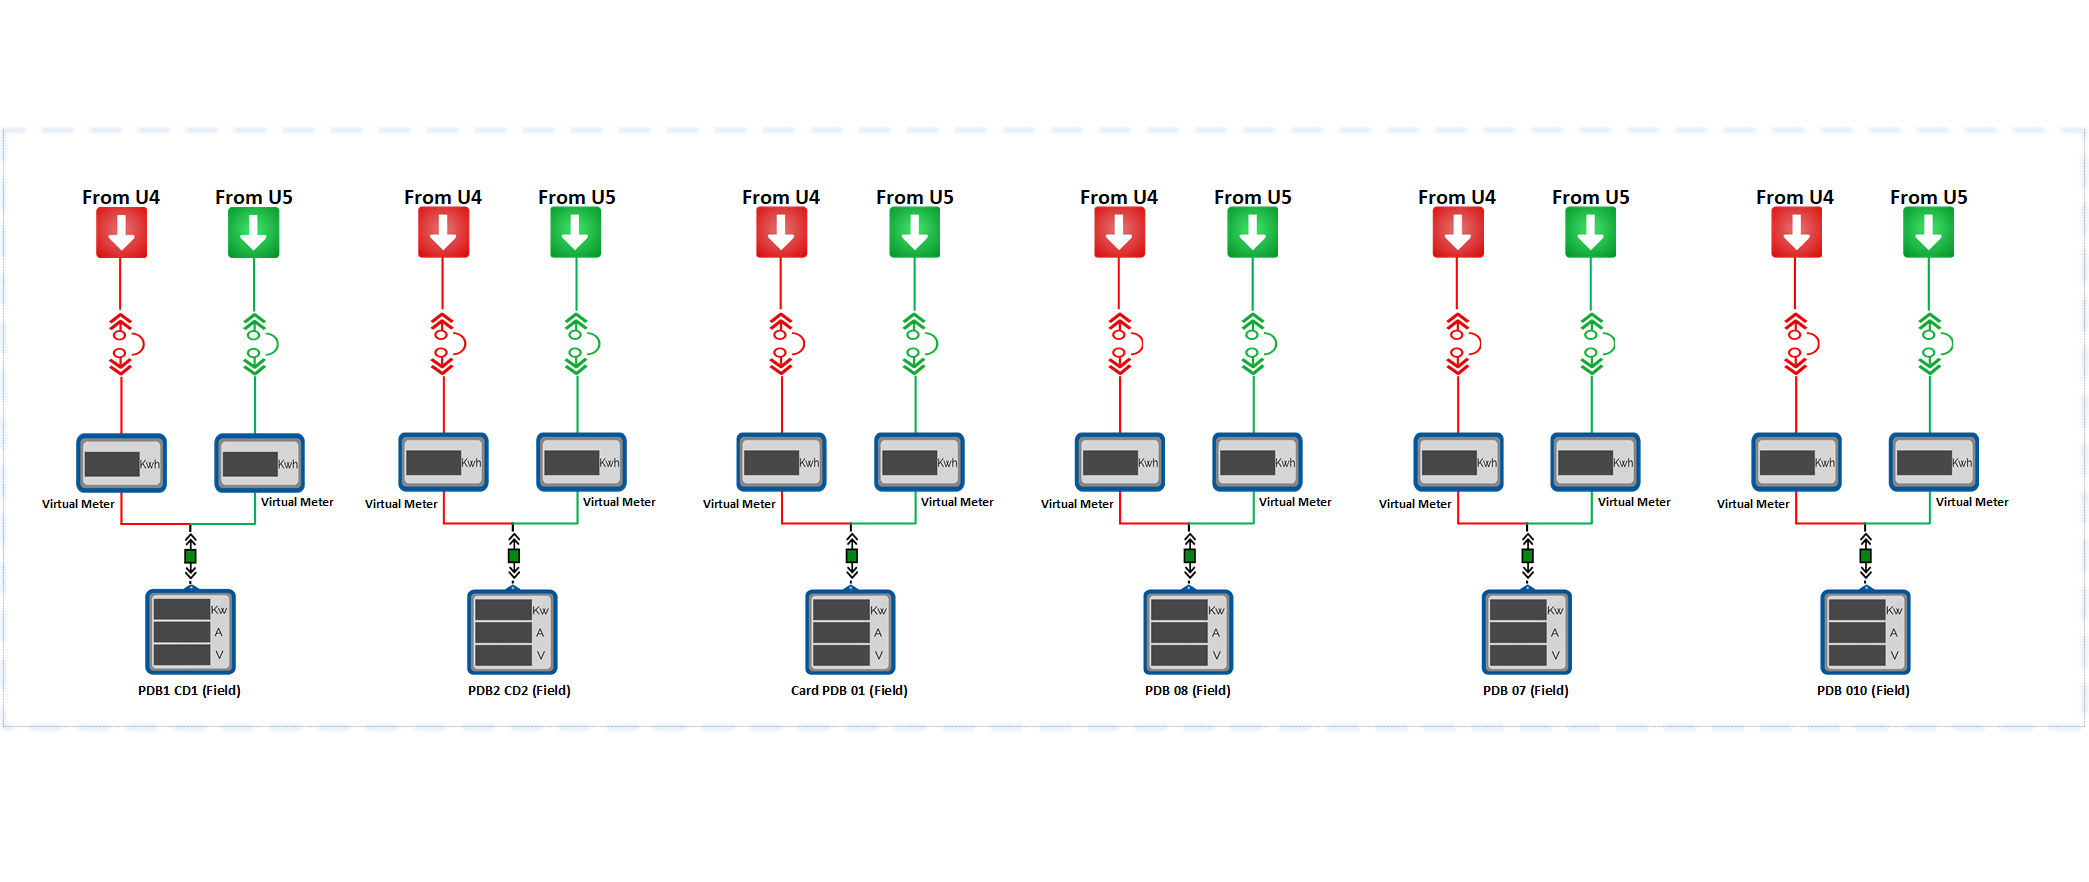 From U4 From U5 From U4 From U5 From U4 From U5 From U4 From U5 From U4 From U5 From U4 From U5
Kwh Kwh Kwh Kwh Kwh Kwh Kwh Kwh Kwh Kwh Kwh Kwh
Virtual Meter Virtual Meter Virtual Meter Virtual Meter Virtual Meter Virtual Meter Virtual Meter Virtual Meter Virtual Meter Virtual Meter Virtual Meter Virtual Meter
Kw Kw Kw Kw Kw Kw
A A A A A A
V V V V V V
PDB1 CD1 (Field) PDB2 CD2 (Field) Card PDB 01 (Field) PDB 08 (Field) PDB 07 (Field) PDB 010 (Field)